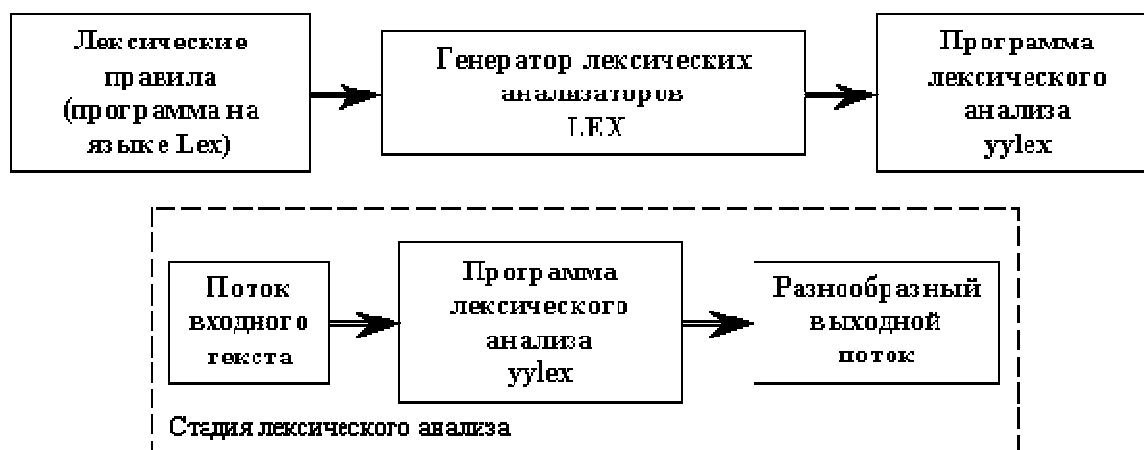 Лексические
правила
(программа на
языке Lex)
Генератор лексических
анализаторов
LEX
Программа
лексического
анализа
yylex
Поток
входного
текста
Программа
лексического
анализа
yylex
Разнообразный
выходной
поток
Стадия лексического анализа